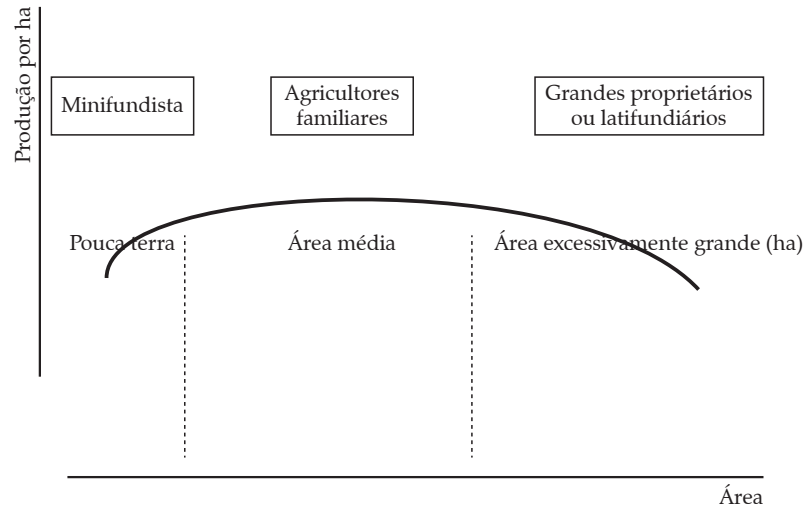 Produção por ha
Minifundista
Agricultores
familiares
Grandes proprietários
ou latifundiários
Pouca terra
Área média
Área excessivamente grande (ha)
Área